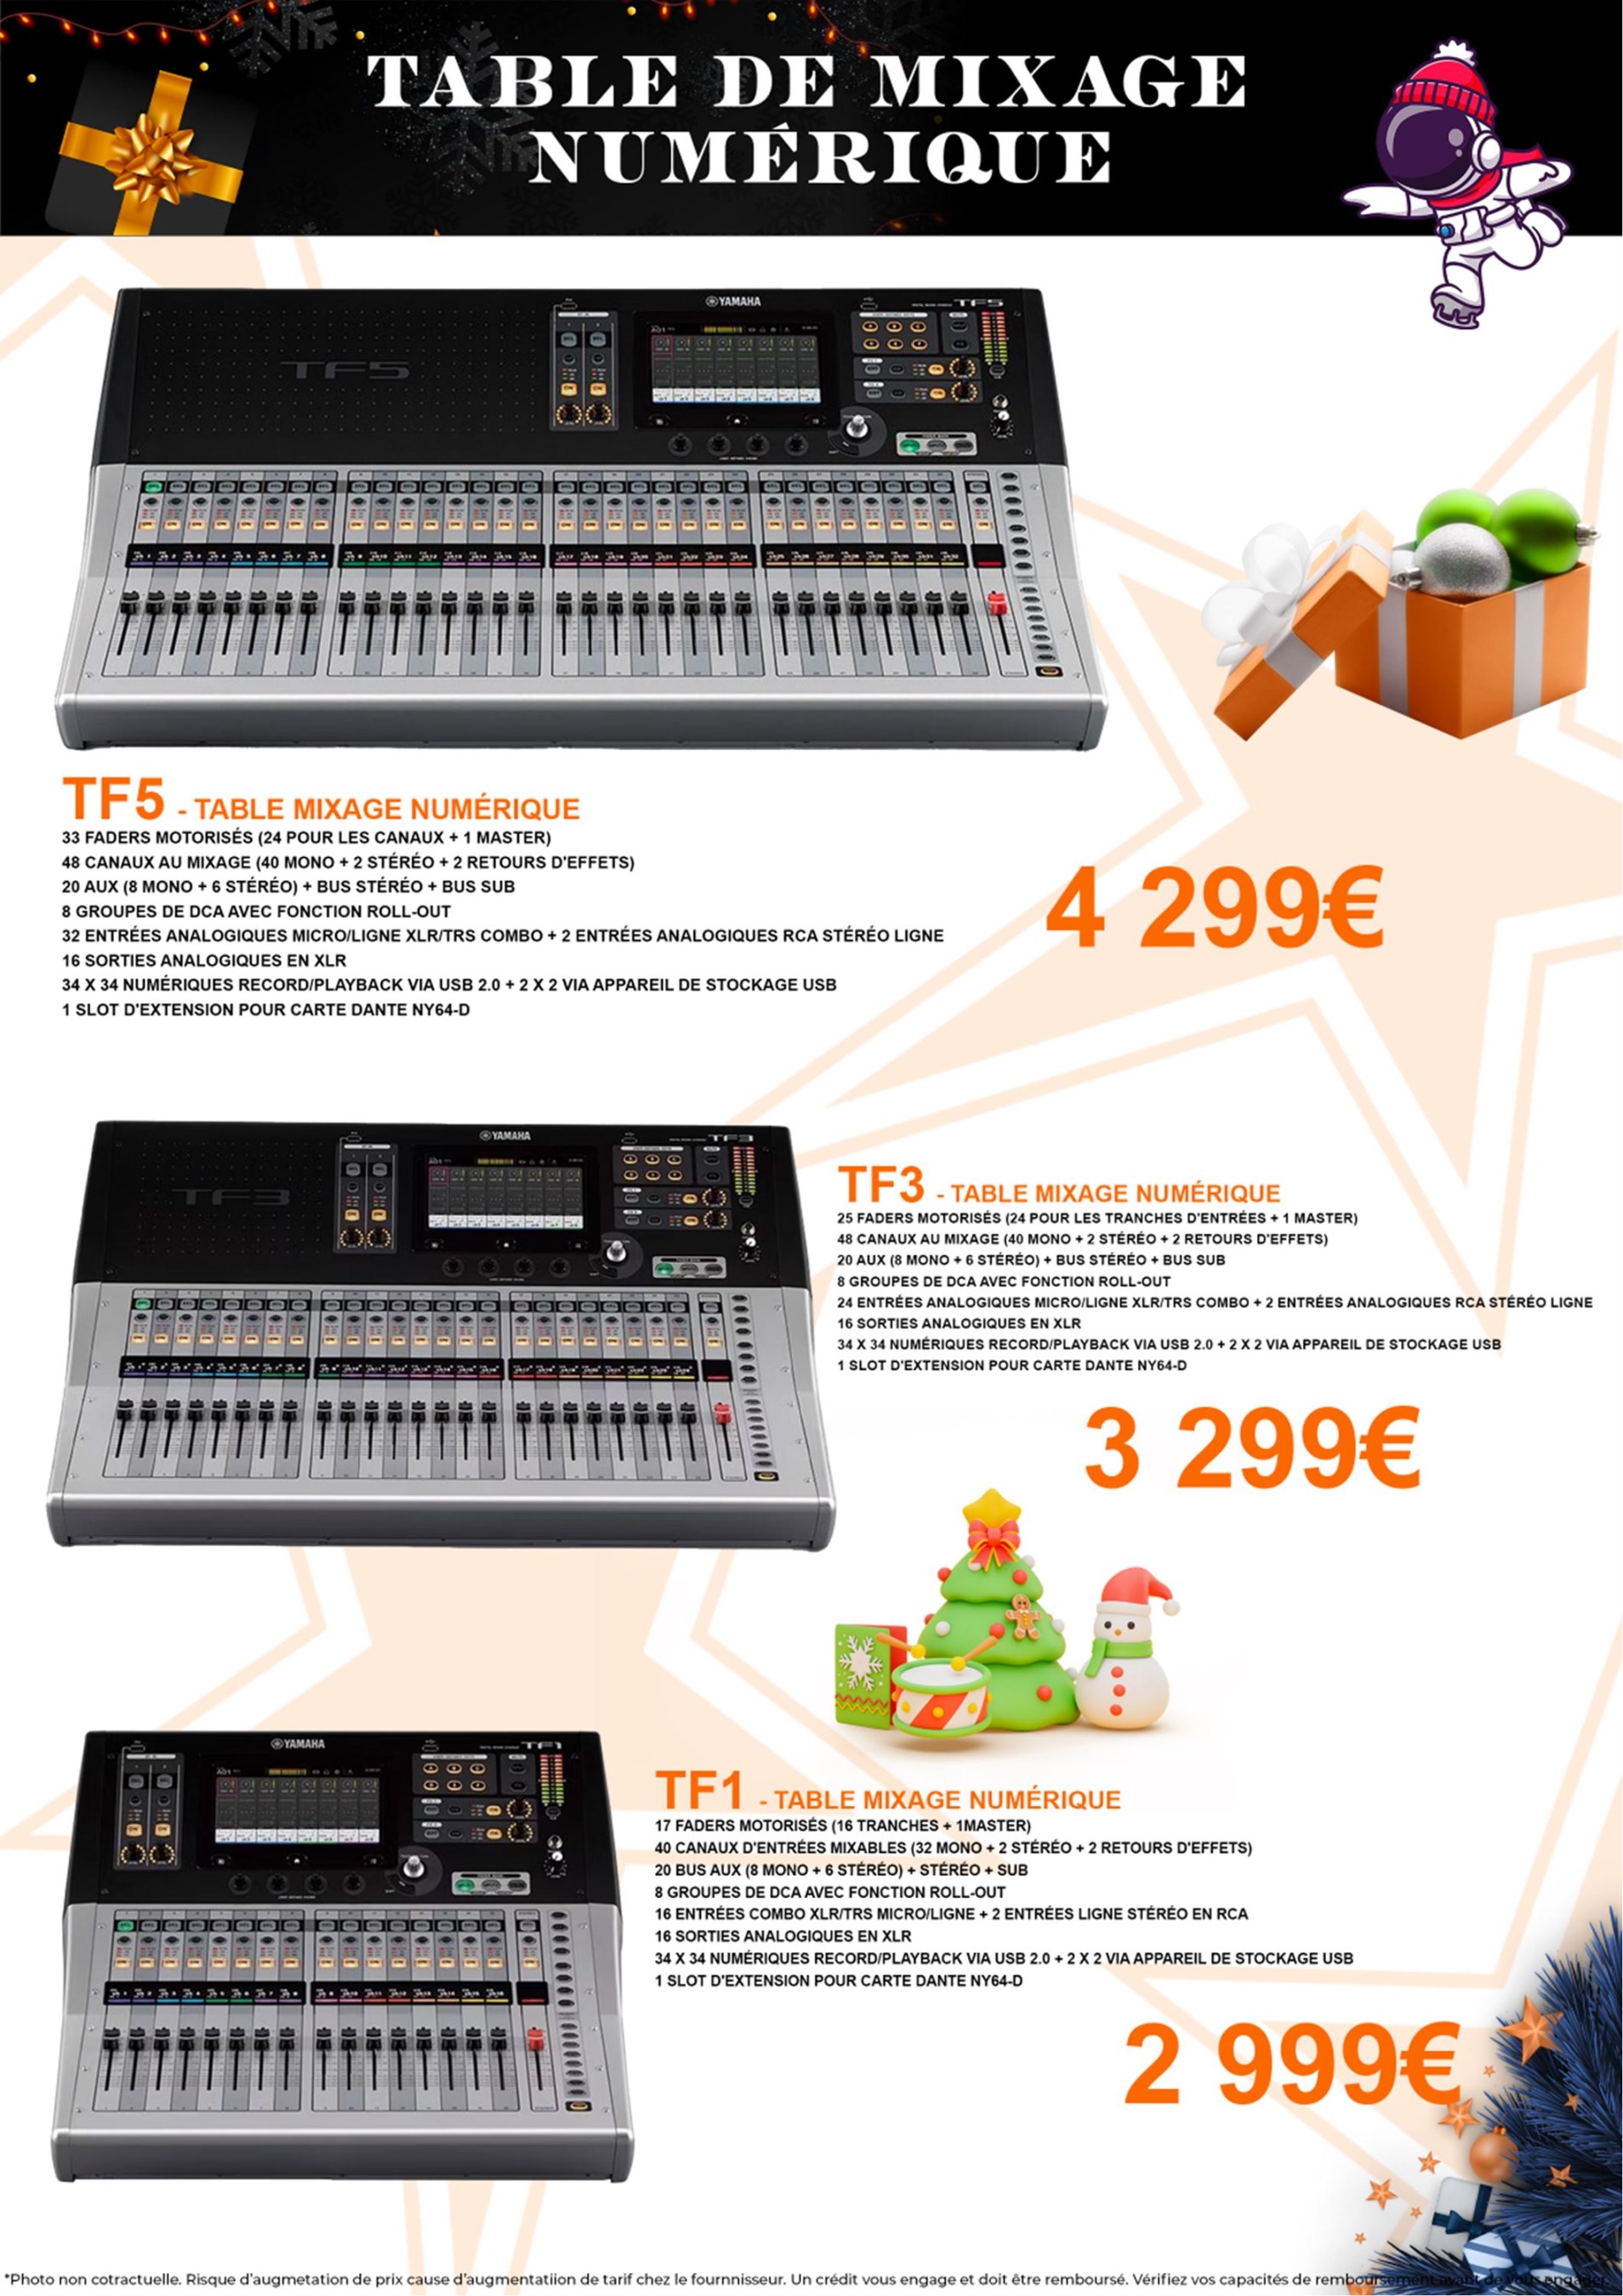 TABLE DE MIXAGE
NUMÉRIQUE
YAMAHA
TF5
TF5
TF5 - TABLE MIXAGE NUMÉRIQUE
33 FADERS MOTORISÉS (24 POUR LES CANAUX + 1 MASTER)
48 CANAUX AU MIXAGE (40 MONO + 2 STÉRÉO + 2 RETOURS D'EFFETS)
20 AUX (8 MONO + 6 STÉRÉO) + BUS STÉRÉO + BUS SUB
8 GROUPES DE DCA AVEC FONCTION ROLL-OUT
32 ENTRÉES ANALOGIQUES MICRO/LIGNE XLR/TRS COMBO + 2 ENTRÉES ANALOGIQUES RCA STÉRÉO LIGNE
16 SORTIES ANALOGIQUES EN XLR
34 X 34 NUMÉRIQUES RECORD/PLAYBACK VIA USB 2.0 + 2 X 2 VIA APPAREIL DE STOCKAGE USB
1 SLOT D'EXTENSION POUR CARTE DANTE NY64-D
4 299€
YAMAHA
TF3
TF3
TF3 - TABLE MIXAGE NUMÉRIQUE
25 FADERS MOTORISÉS (24 POUR LES TRANCHES D'ENTRÉES + 1 MASTER)
48 CANAUX AU MIXAGE (40 MONO + 2 STÉRÉO + 2 RETOURS D'EFFETS)
20 AUX (8 MONO + 6 STÉRÉO) + BUS STÉRÉO + BUS SUB
8 GROUPES DE DCA AVEC FONCTION ROLL-OUT
24 ENTRÉES ANALOGIQUES MICRO/LIGNE XLR/TRS COMBO + 2 ENTRÉES ANALOGIQUES RCA STÉRÉO LIGNE
16 SORTIES ANALOGIQUES EN XLR
34 X 34 NUMÉRIQUES RECORD/PLAYBACK VIA USB 2.0 + 2 X 2 VIA APPAREIL DE STOCKAGE USB
1 SLOT D'EXTENSION POUR CARTE DANTE NY64-D
3 299€
YAMAHA
TF1
TF1 - TABLE MIXAGE NUMÉRIQUE
17 FADERS MOTORISÉS (16 TRANCHES + 1MASTER)
40 CANAUX D'ENTRÉES MIXABLES (32 MONO + 2 STÉRÉO + 2 RETOURS D'EFFETS)
20 BUS AUX (8 MONO + 6 STÉRÉO) + STÉRÉO + SUB
8 GROUPES DE DCA AVEC FONCTION ROLL-OUT
16 ENTRÉES COMBO XLR/TRS MICRO/LIGNE + 2 ENTRÉES LIGNE STÉRÉO EN RCA
16 SORTIES ANALOGIQUES EN XLR
34 X 34 NUMÉRIQUES RECORD/PLAYBACK VIA USB 2.0 + 2 X 2 VIA APPAREIL DE STOCKAGE USB
1 SLOT D'EXTENSION POUR CARTE DANTE NY64-D
2 999€
*Photo non cotractuelle. Risque d'augmetation de prix cause d'augmentatiion de tarif chez le fournnisseur. Un crédit vous engage et doit être remboursé. Vérifiez vos capacités de remboursement avant de vous engager.